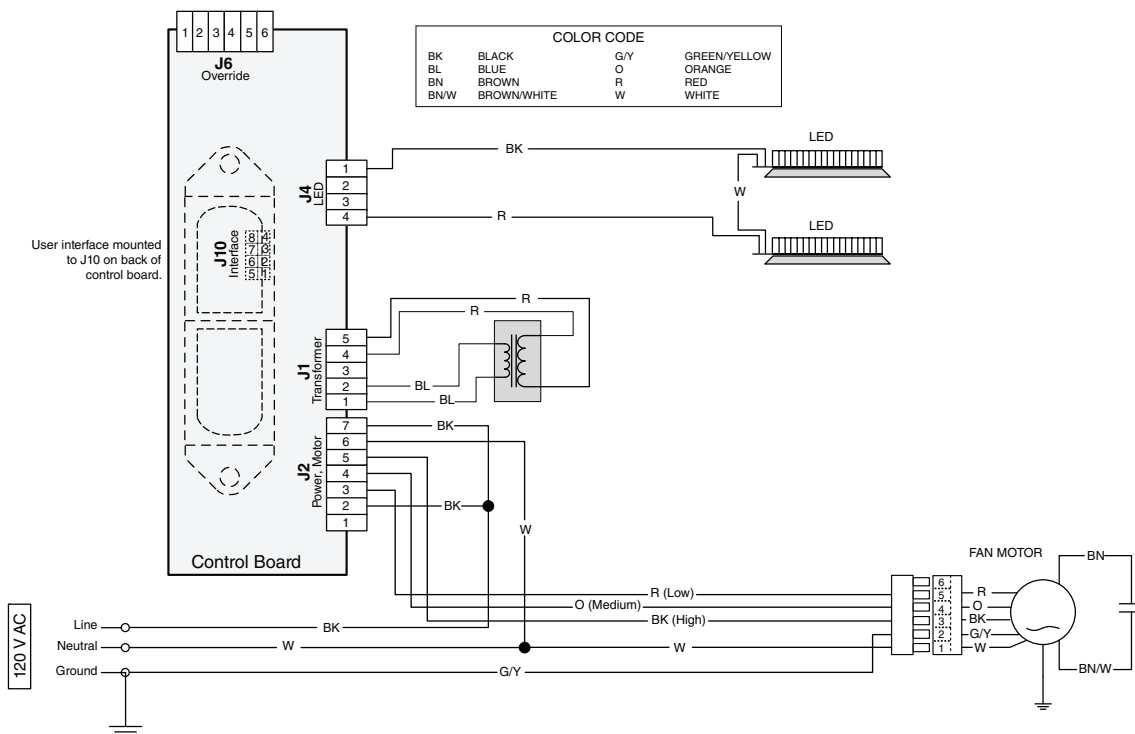 1 2 3 4 5 6
J6
Override
COLOR CODE
BK BLACK G/Y GREEN/YELLOW
BL BLUE O ORANGE
BN BROWN R RED
BN/W BROWN/WHITE W WHITE
LED
BK
1
2
3
4
J4
LED
W
R
LED
User interface mounted
to J10 on back of
control board.
J10
Interface
8 4
7 3
6 2
5 1
R
R
5
4
3
2
1
J1
Transformer
BL
BL
7
6
5
4
3
2
1
J2
Power, Motor
BK
BK
W
Control Board
FAN MOTOR
BN
R (Low)
O (Medium)
BK (High)
6
5
4
3
2
1
R
O
BK
G/Y
W
BN/W
120 V AC
Line
BK
Neutral
W
W
Ground
G/Y